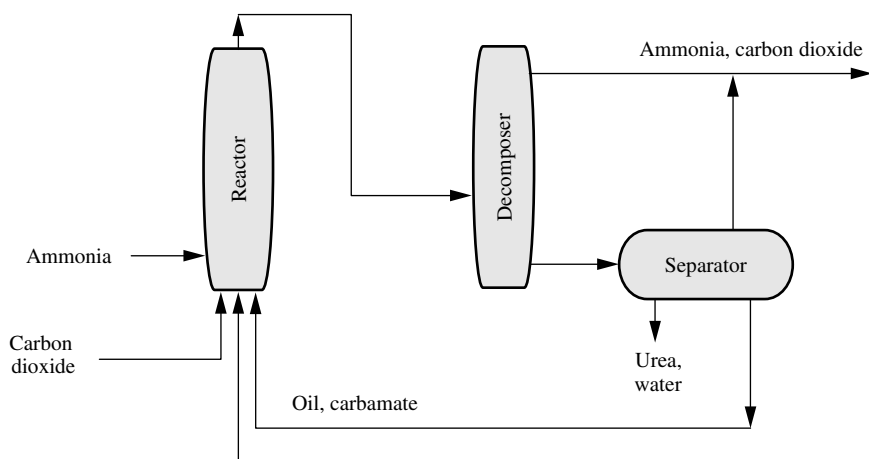 Ammonia, carbon dioxide
Reactor
Decomposer
Ammonia
Separator
Carbon
dioxide
Urea,
water
Oil, carbamate